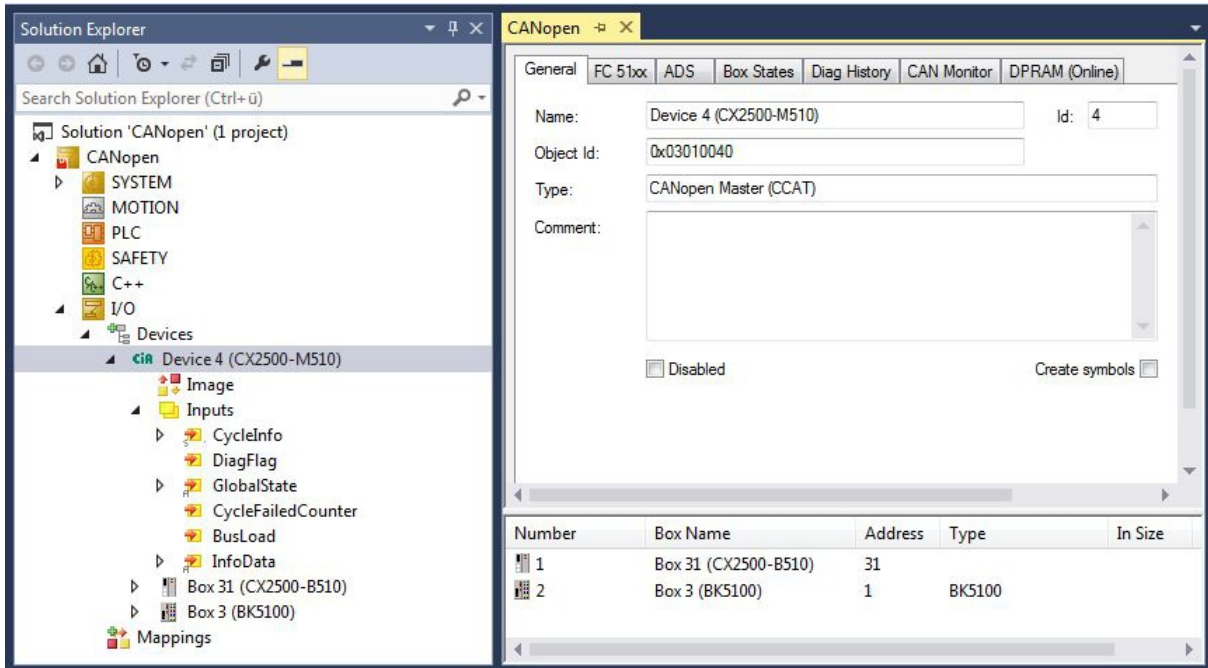 Solution Explorer
Search Solution Explorer (Ctrl+ü)
Solution 'CANopen' (1 project)
CANopen
SYSTEM
MOTION
PLC
SAFETY
C++
I/O
Devices
CiA Device 4 (CX2500-M510)
Image
Inputs
CycleInfo
DiagFlag
GlobalState
CycleFailedCounter
BusLoad
InfoData
Box 31 (CX2500-B510)
Box 3 (BK5100)
Mappings
CANopen
General FC 51xx ADS Box States Diag History CAN Monitor DPRAM (Online)
Name: Device 4 (CX2500-M510) Id: 4
Object Id: 0x03010040
Type: CANopen Master (CCAT)
Comment:
Disabled Create symbols
Number Box Name Address Type In Size
1 Box 31 (CX2500-B510) 31
2 Box 3 (BK5100) 1 BK5100